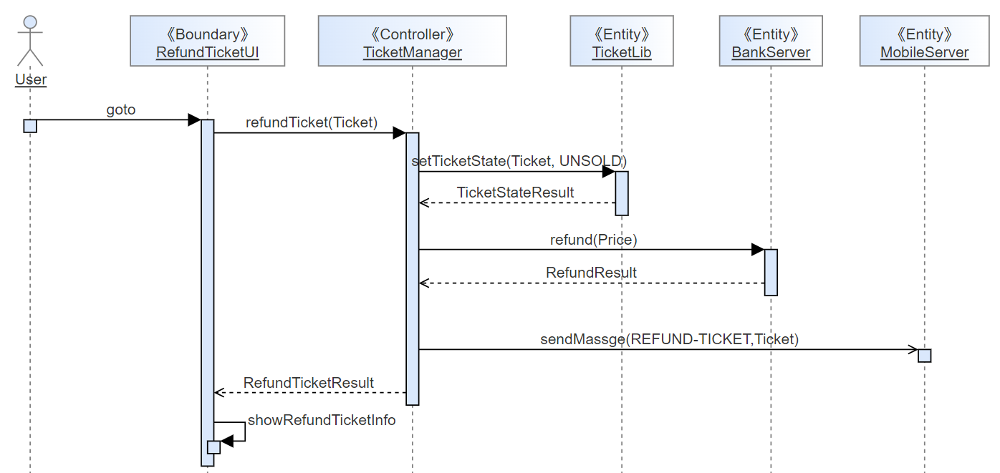 《Boundary》
RefundTicketUI
《Controller》
TicketManager
《Entity》
TicketLib
《Entity》
BankServer
《Entity》
MobileServer
User
goto
refundTicket(Ticket)
setTicketState(Ticket, UNSOLD)
TicketStateResult
refund(Price)
RefundResult
sendMassge(REFUND-TICKET,Ticket)
RefundTicketResult
showRefundTicketInfo